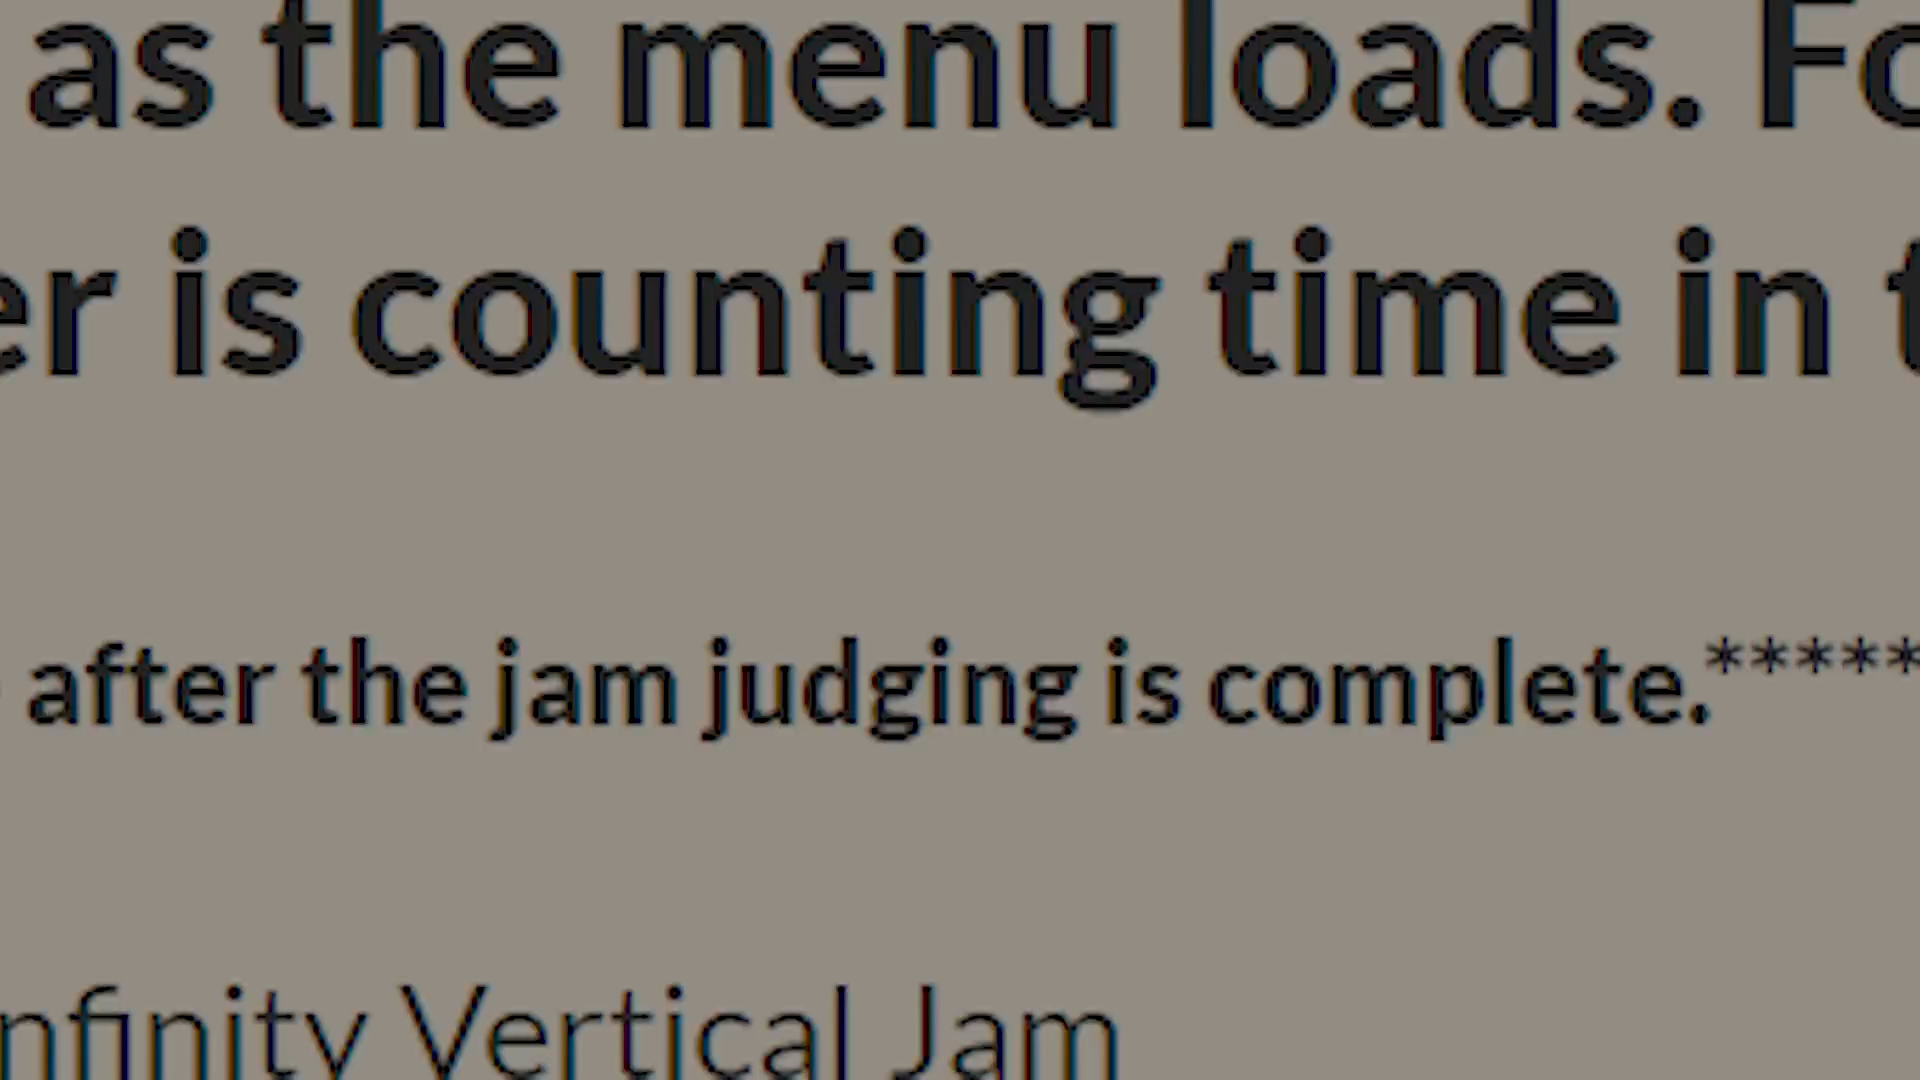 as the menu loads. Fo
er is counting time in t
after the jam judging is complete.*****
nfinity Vertical Jam